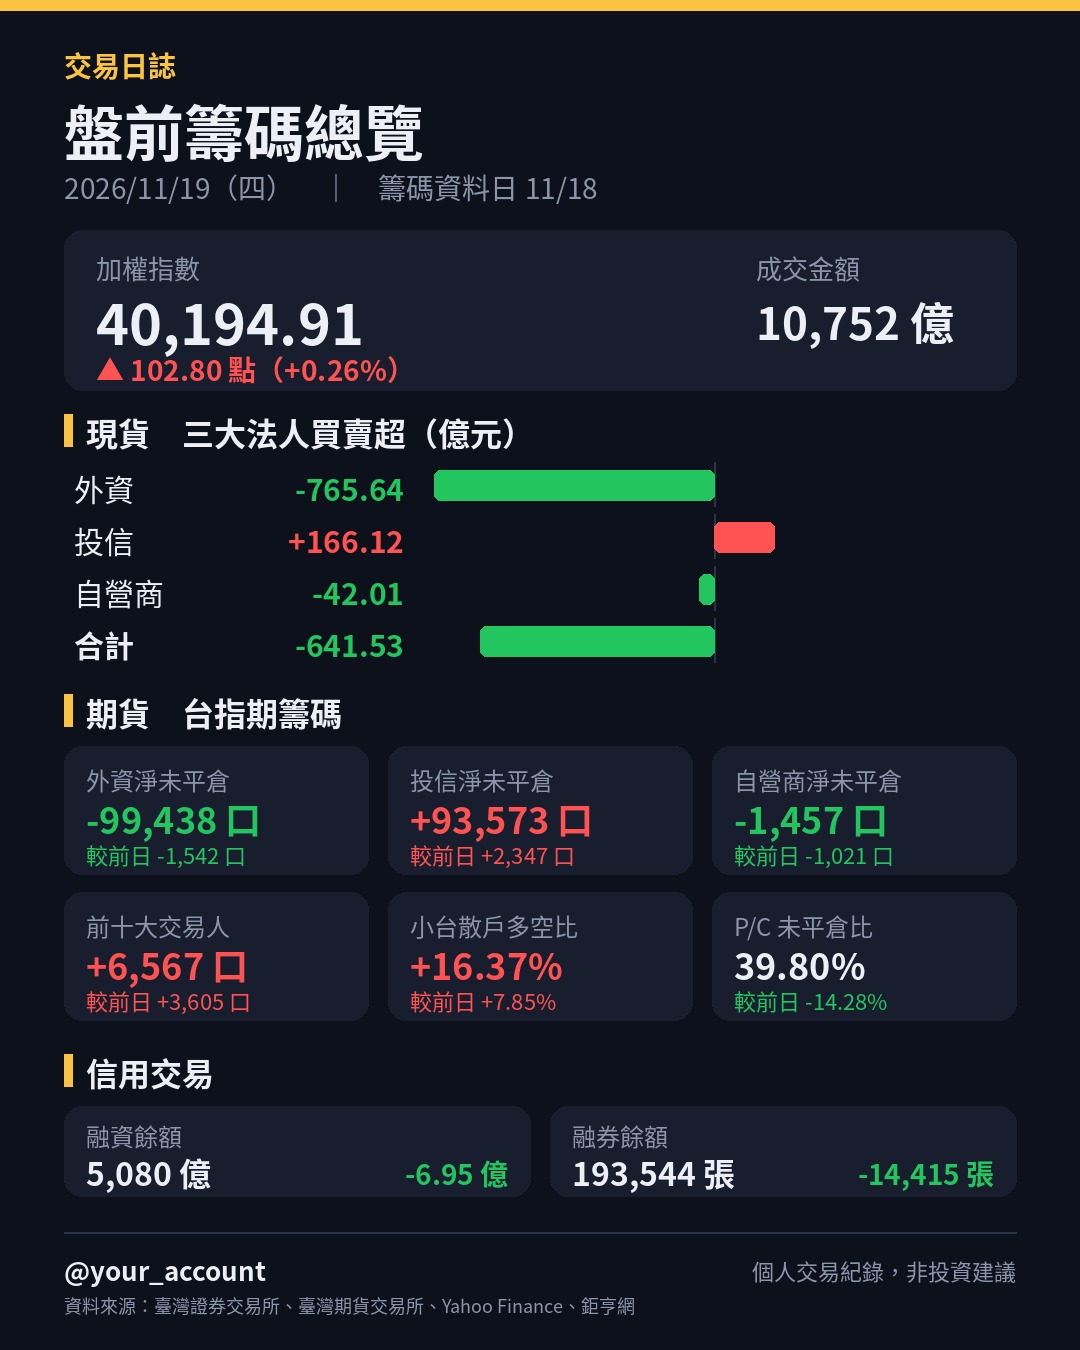 交易日誌
盤前籌碼總覽
2026/11/19（四） ｜ 籌碼資料日 11/18
加權指數
成交金額
40,194.91
10,752 億
▲ 102.80 點（+0.26%）
現貨 三大法人買賣超（億元）
外資 -765.64
投信 +166.12
自營商 -42.01
合計 -641.53
期貨 台指期籌碼
外資淨未平倉
-99,438 口
較前日 -1,542 口
投信淨未平倉
+93,573 口
較前日 +2,347 口
自營商淨未平倉
-1,457 口
較前日 -1,021 口
前十大交易人
+6,567 口
較前日 +3,605 口
小台散戶多空比
+16.37%
較前日 +7.85%
P/C 未平倉比
39.80%
較前日 -14.28%
信用交易
融資餘額
5,080 億 -6.95 億
融券餘額
193,544 張 -14,415 張
@your_account
個人交易紀錄，非投資建議
資料來源：臺灣證券交易所、臺灣期貨交易所、Yahoo Finance、鉅亨網